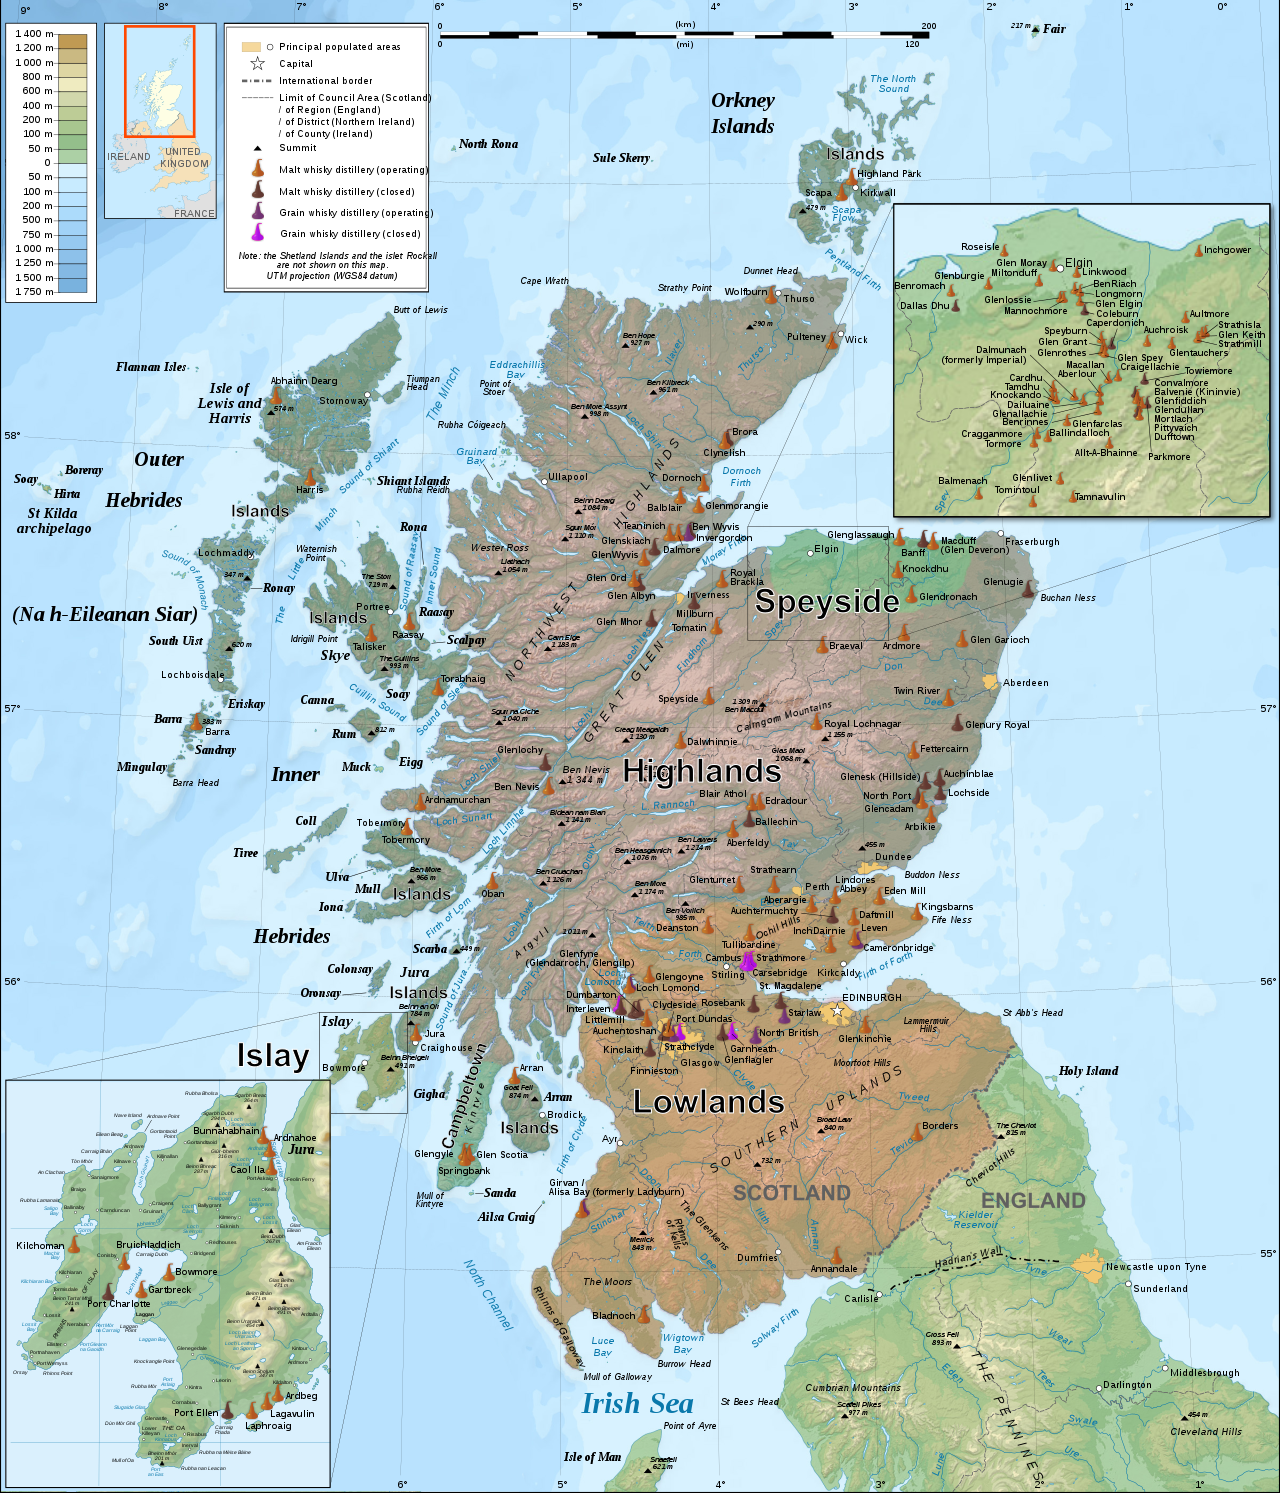 9°
8°
7°
6°
5°
4°
3°
2°
1°
0°
1 400 m
1 200 m
1 000 m
800 m
600 m
400 m
200 m
100 m
50 m
0
50 m
100 m
200 m
500 m
750 m
1 000 m
1 250 m
1 500 m
1 750 m
IRELAND
UNITED
KINGDOM
FRANCE
Principal populated areas
Capital
International border
Limit of Council Area (Scotland)
/ of Region (England)
/ of District (Northern Ireland)
/ of County (Ireland)
Summit
Malt whisky distillery (operating)
Malt whisky distillery (closed)
Grain whisky distillery (operating)
Grain whisky distillery (closed)
Note: the Shetland Islands and the islet Rockall
are not shown on this map.
UTM projection (WGS84 datum)
(km)
0
200
0
120
(mi)
217 m
Fair
Orkney
Islands
The North
Sound
North Rona
Sule Skerry
Islands
Highland Park
Scapa
Kirkwall
479 m
Scapa
Flow
Pentland Firth
Dunnet Head
Cape Wrath
Strathy Point
Wolfburn
Thurso
290 m
Pulteney
Wick
Ben Hope
927 m
Naver
Thurso
Butt of Lewis
Flannan Isles
Isle of
Lewis and
Harris
Abhainn Dearg
574 m
Stornoway
Tiumpan
Head
The Minch
Eddrachillis
Bay
Point of
Stoer
Ben Klibreck
961 m
Ben More Assynt
998 m
Loch Shin
Rubha Còigeach
Gruinard
Bay
Brora
Clynelish
Dornoch
Firth
58°
Outer
Hebrides
Soay
Boreray
Hirta
St Kilda
archipelago
Harris
Sound of Shiant
Shiant Islands
Rubha Reidh
Ullapool
HIGHLANDS
Dornoch
Balblair
Glenmorangie
Beinn Dearg
1 084 m
Islands
Minch
Rona
Sgurr Mòr
1 110 m
Teaninich
Ben Wyvis
Invergordon
Glenskiach
Dalmore
GlenWyvis
Moray Firth
Lochmaddy
347 m
Ronay
Sound of Monach
Waternish
Point
Little
The
Wester Ross
Liathach
1 054 m
Glen Ord
Glen Albyn
Royal
Brackla
Inverness
Millburn
Glen Mhor
Tomatin
The Storr
719 m
Portree
Sound of Raasay
Inner Sound
Raasay
Raasay
Islands
Talisker
Idrigill Point
Skye
Scalpay
The Cuillins
993 m
Soay
Torabhaig
Cuillin Sound
Sound of Sleat
(Na h-Eileanan Siar)
South Uist
620 m
Lochboisdale
Eriskay
Barra
383 m
Barra
Sandray
Mingulay
Barra Head
Canna
Rum
812 m
Eigg
Muck
Carn Eige
1 183 m
NORTHWEST
GREAT GLEN
Loch Ness
Findhorn
Spey
Speyside
Elgin
Glenglassaugh
Banff
Macduff
(Glen Deveron)
Fraserburgh
Knockdhu
Glendronach
Glenugie
Buchan Ness
Braeval
Ardmore
Glen Garioch
Don
Aberdeen
57°
57°
Speyside
1 309 m
Ben Macdui
Cairngorm Mountains
Twin River
Dee
Royal Lochnagar
1 155 m
Glenury Royal
Sgurr na Ciche
1 040 m
Creag Meagaidh
1 130 m
Dalwhinnie
Glas Maol
1 068 m
Fettercairn
Glenlochy
Ben Nevis
1 344 m
Ben Nevis
Highlands
Glenesk (Hillside)
Auchinblae
North Port
Lochside
Glencadam
Arbikie
Inner
Loch Shiel
Blair Athol
Edradour
Ballechin
L. Rannoch
Ardnamurchan
Loch Sunart
Coll
Tobermory
Tobermory
Tiree
Loch Linnhe
Bidean nam Bian
1 141 m
Aberfeldy
Tay
455 m
Dundee
Buddon Ness
Ben Heasgarnich
1 076 m
Ben Lawers
1 214 m
Ulva
Mull
Ben More
966 m
Islands
Iona
Ben Cruachan
1 126 m
Orchy
Oban
Ben More
1 174 m
Glenturret
Strathearn
Perth
Lindores
Abbey
Aberargie
Eden Mill
Auchtermuchty
Daftmill
Kingsbarns
Fife Ness
Hebrides
Firth of Lorn
Scarba
449 m
Loch Awe
Argyll
1 011 m
Ben Vorlich
985 m
Deanston
Teith
Ochil Hills
Tullibardine
InchDairnie
Leven
Cameronbridge
Colonsay
Oronsay
Jura
Islands
Glenfyne
(Glendarroch, Glengilp)
Loch
Lomond
Forth
Cambus
Strathmore
Stirling
Carsebridge
Kirkcaldy
Firth of Forth
56°
56°
Beinn an Oir
784 m
Sound of Jura
Loch Fyne
Glengoyne
Loch Lomond
St. Magdalene
Dumbarton
Interleven
Littlemill
Clydeside
Rosebank
Starlaw
EDINBURGH
Auchentoshan
Port Dundas
North British
St Abb's Head
Lammermuir
Hills
Glenkinchie
Islay
Bowmore
Beinn Bheigeir
491 m
Jura
Craighouse
Kinclaith
Strathclyde
Glasgow
Finnieston
Garnheath
Glenflagler
Moorfoot Hills
Islay
Campbeltown
Kintyre
Gigha
Arran
Goat Fell
874 m
Arran
Brodick
Islands
Glengyle
Glen Scotia
Springbank
Mull of
Kintyre
Sanda
Ailsa Craig
Firth of Clyde
Lowlands
Clyde
Holy Island
Tweed
Ayr
SOUTHERN UPLANDS
Broad Law
840 m
732 m
Teviot
Borders
The Cheviot
815 m
Cheviot Hills
Girvan /
Ailsa Bay (formerly Ladyburn)
Doon
SCOTLAND
ENGLAND
Stinchar
Merrick
843 m
Rhinns
of Kells
The Glenkens
Dee
Nith
Annan
Dumfries
Annandale
Kielder
Reservoir
Hadrian's Wall
Tyne
Newcastle upon Tyne
Sunderland
55°
Carlisle
North Channel
The Moors
Rhinns of Galloway
Bladnoch
Luce
Bay
Wigtown
Bay
Burrow Head
Mull of Galloway
Solway Firth
Irish Sea
Point of Ayre
Isle of Man
Snaefell
621 m
St Bees Head
Cumbrian Mountains
Scafell Pikes
977 m
Cross Fell
893 m
Eden
THE PENNINES
Wear
Tees
Darlington
Middlesbrough
454 m
Cleveland Hills
Swale
Ure
Lune
6°
5°
4°
3°
2°
1°
Roseisle
Inchgower
Glen Moray
Elgin
Glenburgie
Miltonduff
Linkwood
Benromach
BenRiach
Longmorn
Dallas Dhu
Glenlossie
Glen Elgin
Mannochmore
Coleburn
Caperdonich
Aultmore
Speyburn
Auchroisk
Strathisla
Glen Grant
Glen Keith
Strathmill
Dalmunach
(formerly Imperial)
Glenrothes
Glen Spey
Glentauchers
Macallan
Craigellachie
Aberlour
Towiemore
Cardhu
Tamdhu
Knockando
Dailuaine
Glenallachie
Benrinnes
Convalmore
Balvenie (Kininvie)
Glenfiddich
Glendullan
Mortlach
Pittyvaich
Dufftown
Glenfarclas
Cragganmore
Ballindalloch
Tormore
Allt-A-Bhainne
Parkmore
Balmenach
Glenlivet
Tomintoul
Tamnavulin
Spey
Bunnahabhain
Ardnahoe
Jura
Caol Ila
Kilchoman
Bruichladdich
Bowmore
Gartbreck
Port Charlotte
Port Ellen
Ardbeg
Lagavulin
Laphroaig
OF ISLAY
RHINNS
THE OA